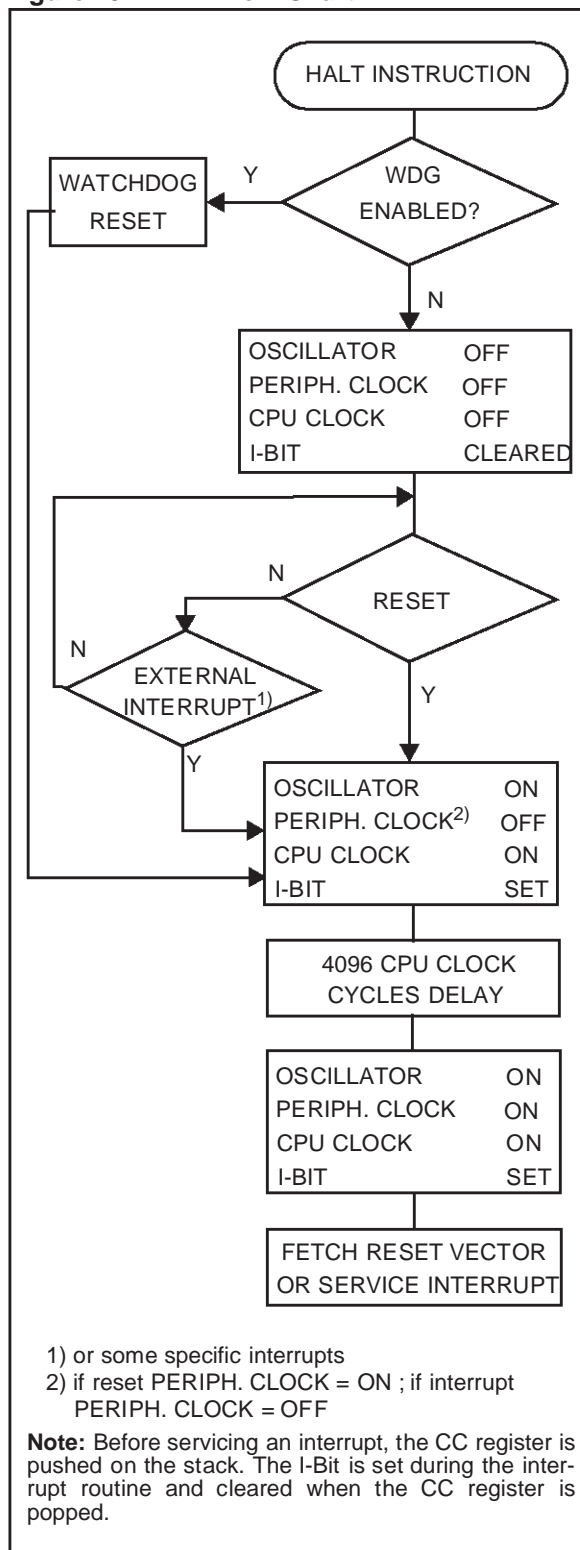 HALT INSTRUCTION
WDG
ENABLED?
Y
WATCHDOG
RESET
N
OSCILLATOR OFF
PERIPH. CLOCK OFF
CPU CLOCK OFF
I-BIT CLEARED
N
RESET
N
EXTERNAL
INTERRUPT1)
Y
Y
OSCILLATOR ON
PERIPH. CLOCK2) OFF
CPU CLOCK ON
I-BIT SET
4096 CPU CLOCK
CYCLES DELAY
OSCILLATOR ON
PERIPH. CLOCK ON
CPU CLOCK ON
I-BIT SET
FETCH RESET VECTOR
OR SERVICE INTERRUPT
1) or some specific interrupts
2) if reset PERIPH. CLOCK = ON ; if interrupt
PERIPH. CLOCK = OFF
Note: Before servicing an interrupt, the CC register is
pushed on the stack. The I-Bit is set during the inter-
rupt routine and cleared when the CC register is
popped.